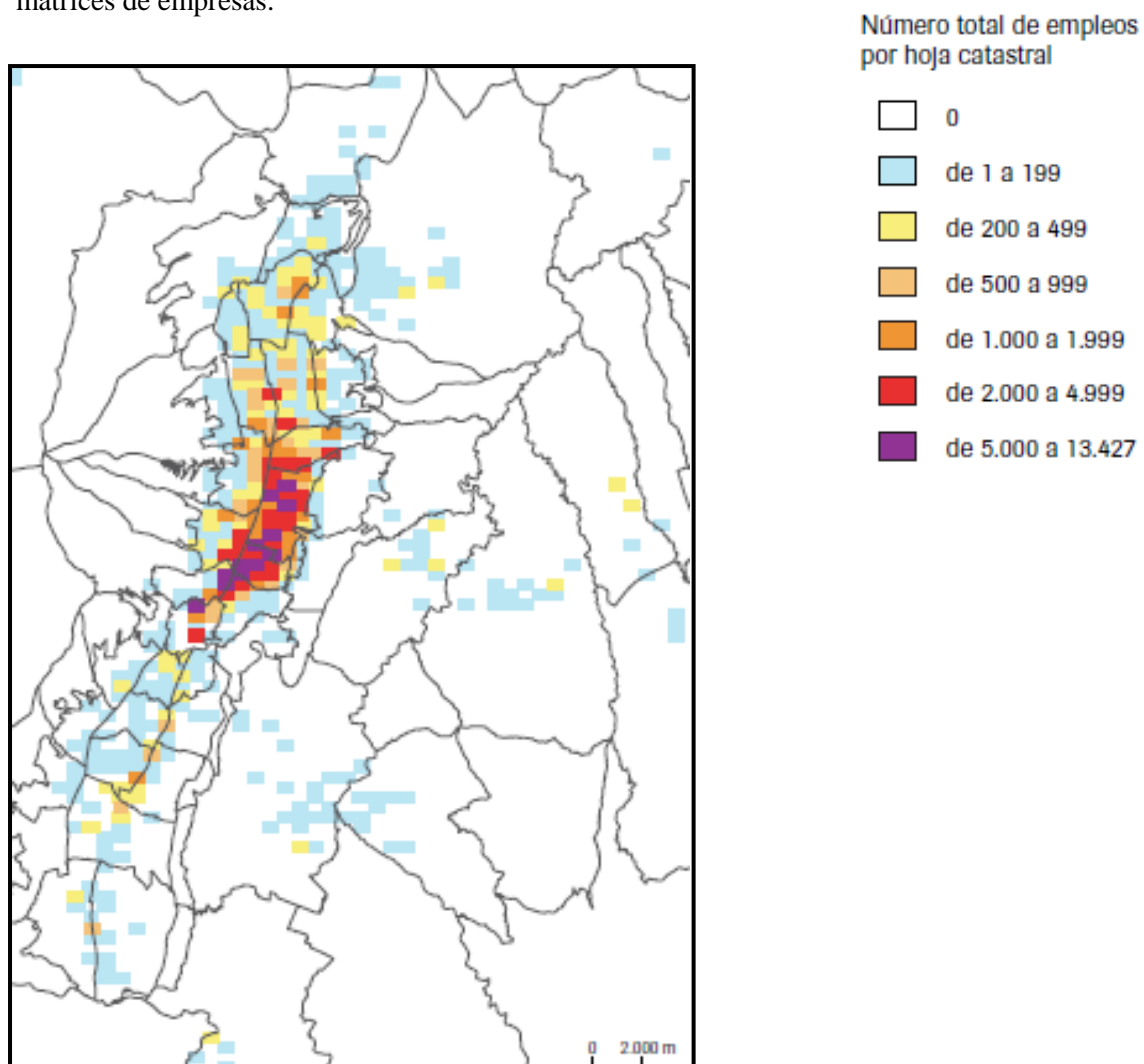 matrices de empresas.
Número total de empleos
por hoja catastral
0
de 1 a 199
de 200 a 499
de 500 a 999
de 1.000 a 1.999
de 2.000 a 4.999
de 5.000 a 13.427
0 2.000 m